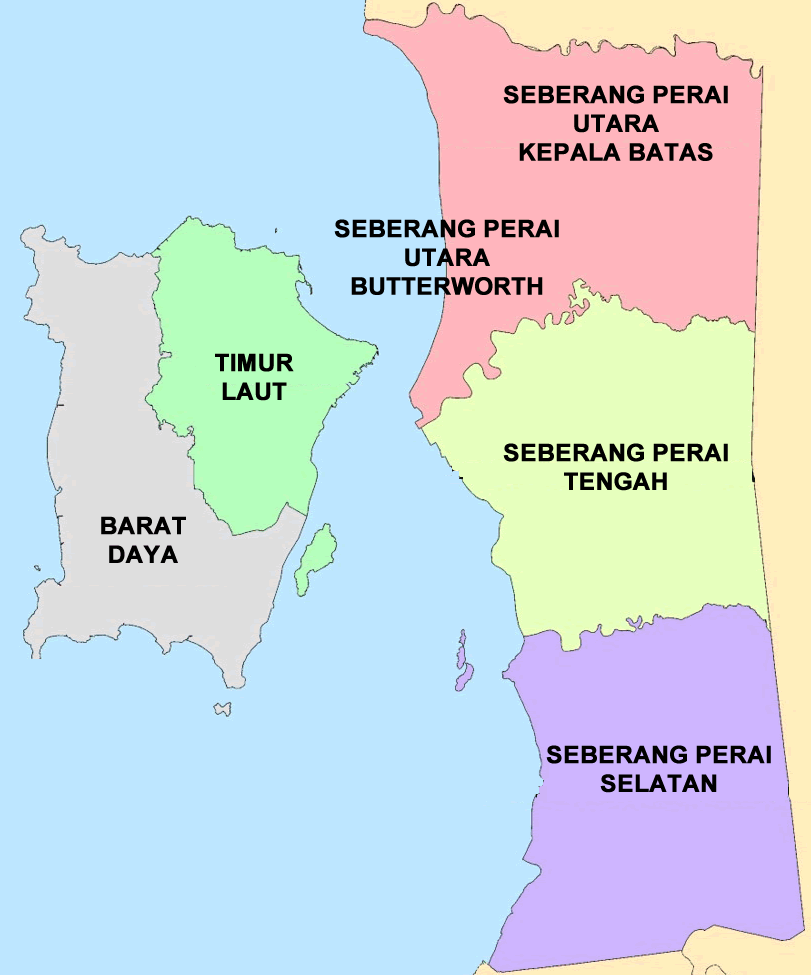 SEBERANG PERAI
UTARA
KEPALA BATAS
SEBERANG PERAI
UTARA
BUTTERWORTH
TIMUR
LAUT
SEBERANG PERAI
TENGAH
BARAT
DAYA
SEBERANG PERAI
SELATAN